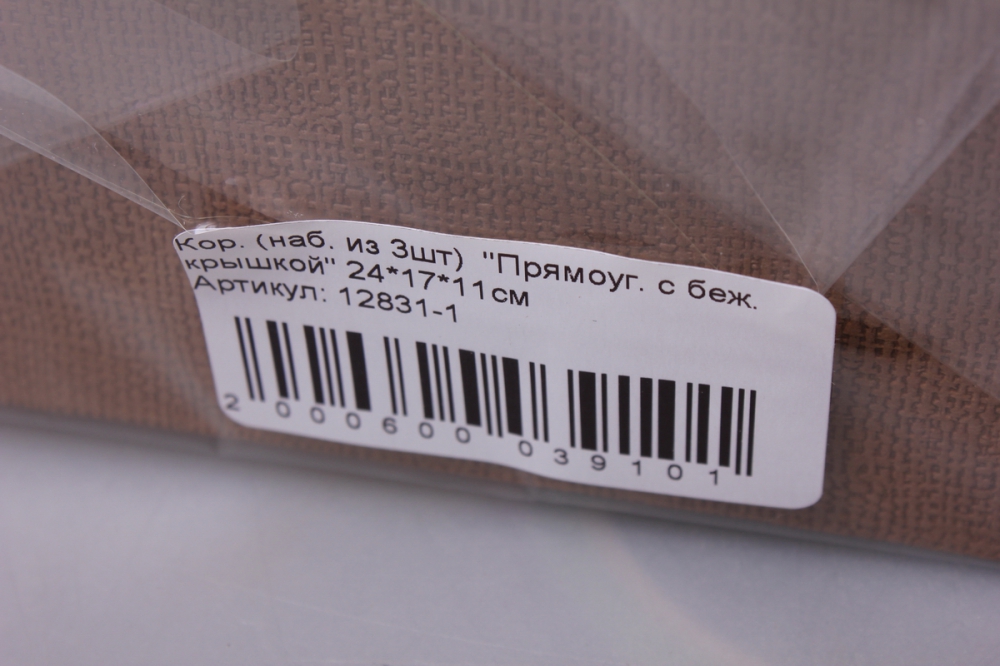 Кор. (наб. из 3шт) "Прямоуг. с беж.
крышкой" 24*17*11см
Артикул: 12831-1
2 000600 039101